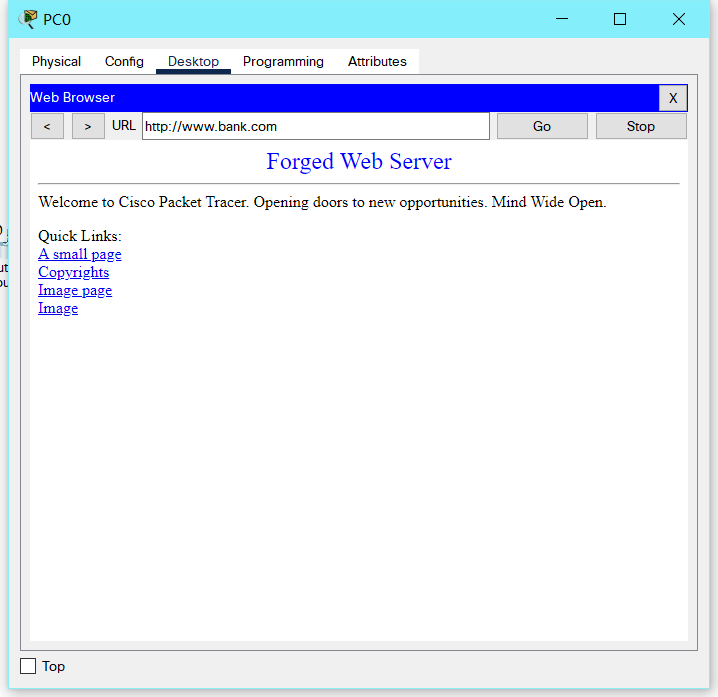 PC0
Physical Config Desktop Programming Attributes
Web Browser X
< > URL http://www.bank.com Go Stop
Forged Web Server
Welcome to Cisco Packet Tracer. Opening doors to new opportunities. Mind Wide Open.
Quick Links:
A small page
Copyrights
Image page
Image
Top